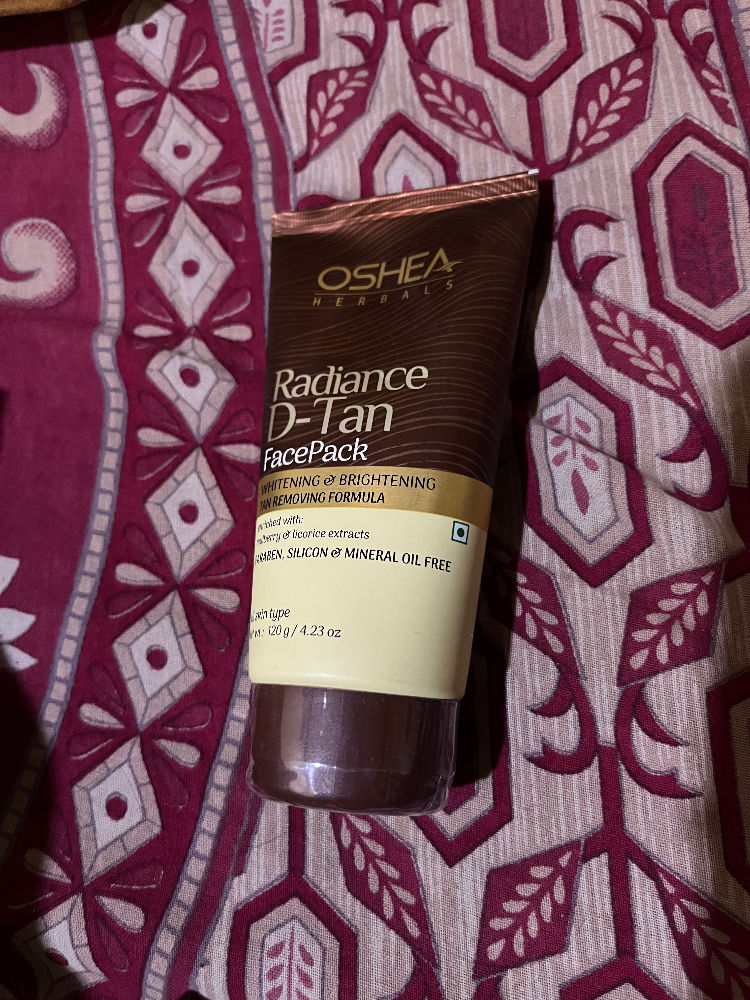 OSHEA
HERBALS
Radiance
D-Tan
FacePack
WHITENING & BRIGHTENING
TAN REMOVING FORMULA
with:
& licorice extracts
SILICON & MINERAL OIL FREE
skin type
120 g / 4.23 oz